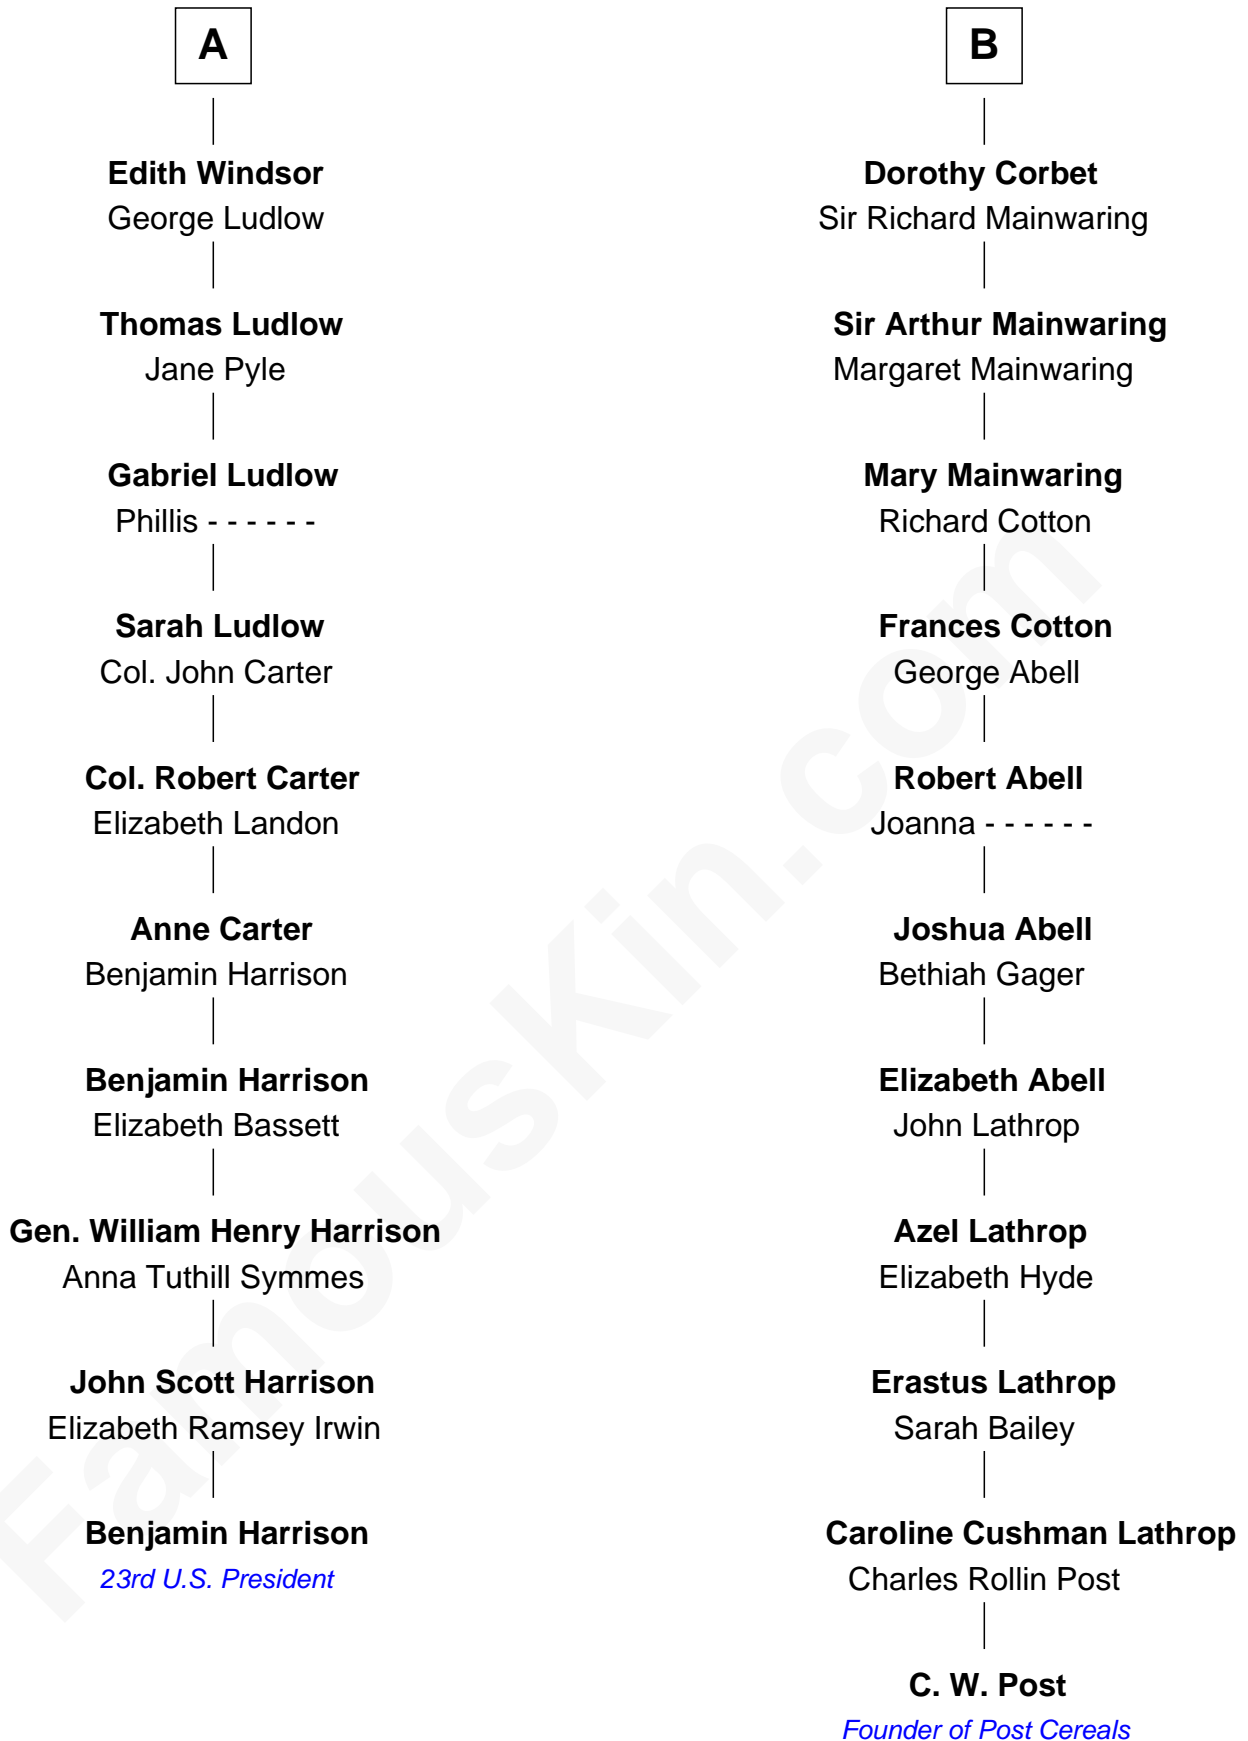 A
Edith Windsor
George Ludlow
Thomas Ludlow
Jane Pyle
Gabriel Ludlow
Phillis - - - - - -
Sarah Ludlow
Col. John Carter
Col. Robert Carter
Elizabeth Landon
Anne Carter
Benjamin Harrison
Benjamin Harrison
Elizabeth Bassett
Gen. William Henry Harrison
Anna Tuthill Symmes
John Scott Harrison
Elizabeth Ramsey Irwin
Benjamin Harrison
23rd U.S. President
B
Dorothy Corbet
Sir Richard Mainwaring
Sir Arthur Mainwaring
Margaret Mainwaring
Mary Mainwaring
Richard Cotton
Frances Cotton
George Abell
Robert Abell
Joanna - - - - - -
Joshua Abell
Bethiah Gager
Elizabeth Abell
John Lathrop
Azel Lathrop
Elizabeth Hyde
Erastus Lathrop
Sarah Bailey
Caroline Cushman Lathrop
Charles Rollin Post
C. W. Post
Founder of Post Cereals
FamousKin.com